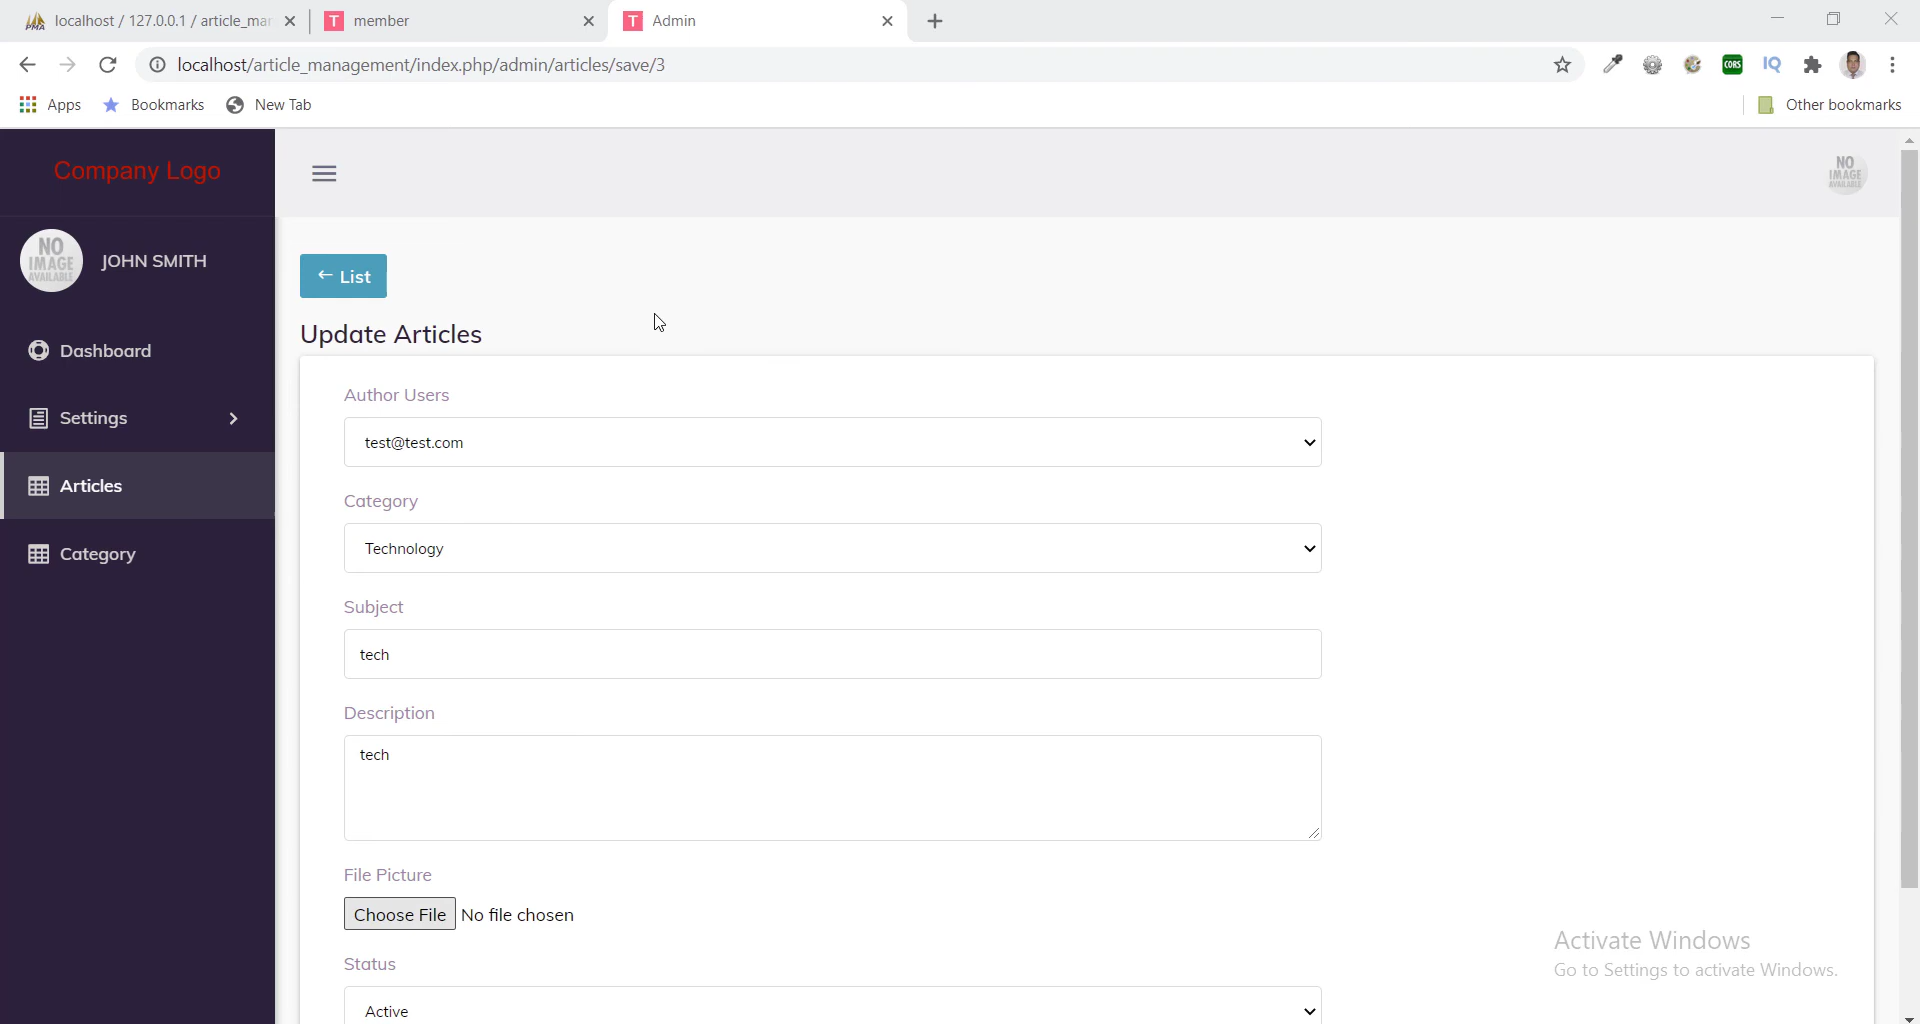 localhost / 127.0.0.1 / article_ma
member
Admin
localhost/article_management/index.php/admin/articles/save/3
CORS
IQ
Apps
Bookmarks
New Tab
Other bookmarks
Company Logo
NO IMAGE AVAILABLE
NO IMAGE AVAILABLE
JOHN SMITH
← List
Update Articles
Dashboard
Settings
Articles
Category
Author Users
test@test.com
Category
Technology
Subject
tech
Description
tech
File Picture
Choose File No file chosen
Status
Active
Activate Windows
Go to Settings to activate Windows.